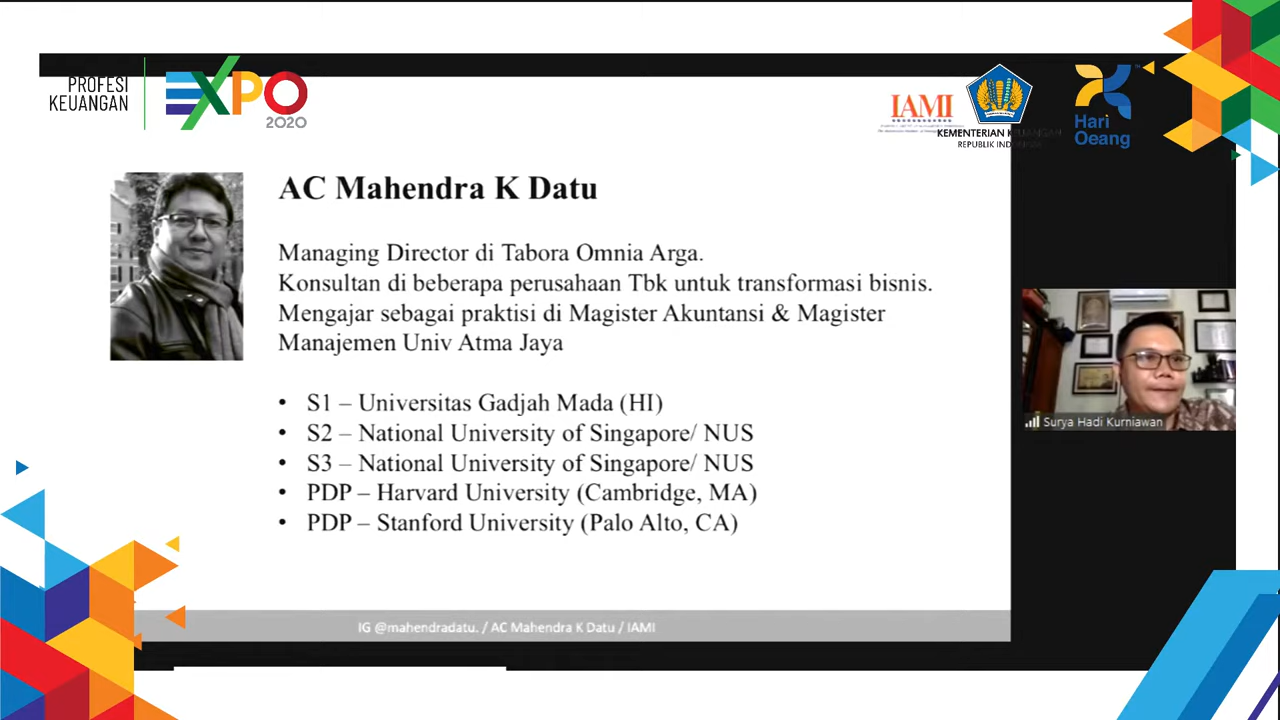 PROFESI
KEUANGAN
EXPO
2020
IAMI
KEMENTERIAN KEUANGAN
REPUBLIK INDONESIA
Hari
Oeang
TM
AC Mahendra K Datu
Managing Director di Tabora Omnia Arga.
Konsultan di beberapa perusahaan Tbk untuk transformasi bisnis.
Mengajar sebagai praktisi di Magister Akuntansi & Magister
Manajemen Univ Atma Jaya
• S1 – Universitas Gadjah Mada (HI)
• S2 – National University of Singapore/ NUS
• S3 – National University of Singapore/ NUS
• PDP – Harvard University (Cambridge, MA)
• PDP – Stanford University (Palo Alto, CA)
Surya Hadi Kurniawan
IG @mahendradatu. / AC Mahendra K Datu / IAMI